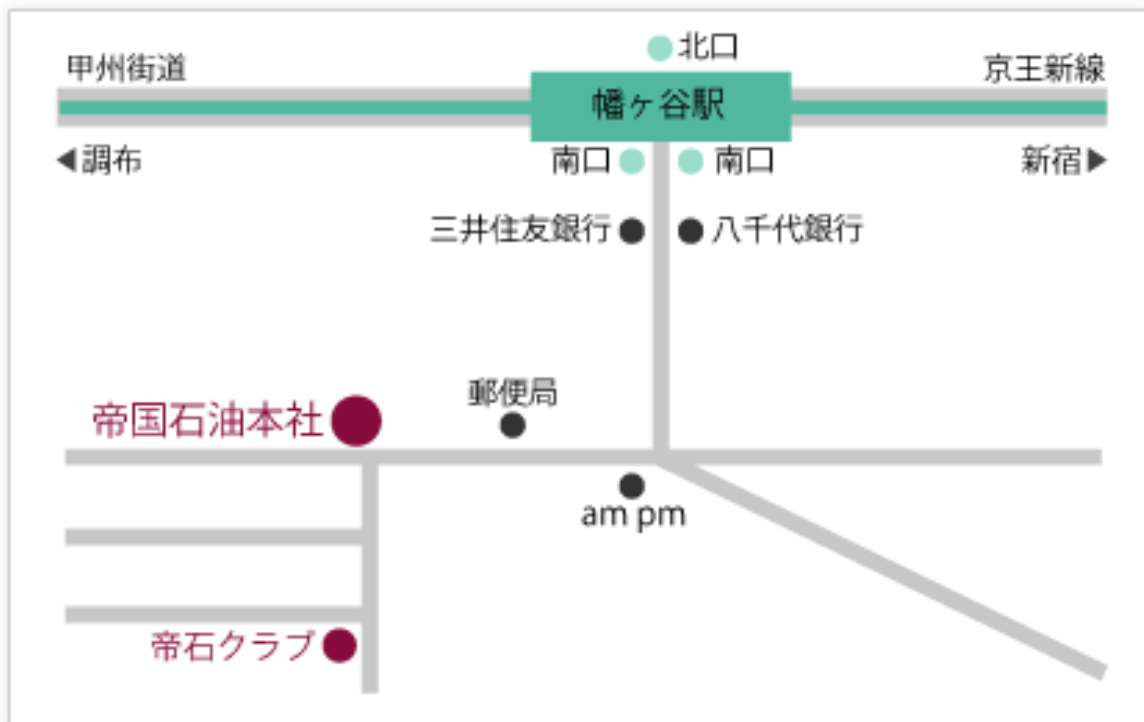 北口
甲州街道
京王新線
幡ヶ谷駅
調布
南口
南口
新宿
三井住友銀行
八千代銀行
郵便局
帝国石油本社
am pm
帝石クラブ